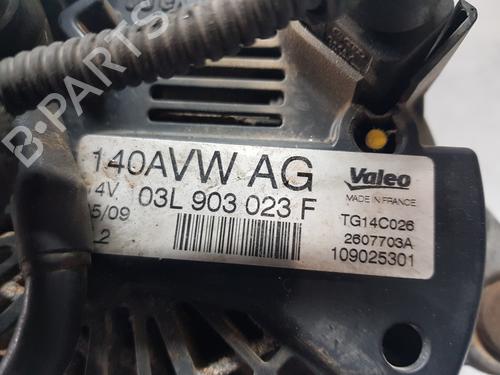 140A VW AG
4V 03L 903 023 F
5/09
L2
Valeo
MADE IN FRANCE
TG14C026
2607703A
109025301
B-PARTS